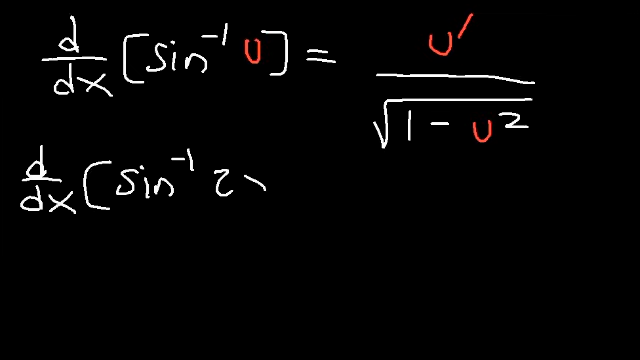 d/dx [sin⁻¹ u] = u′ / √(1 − u²)
d/dx [sin⁻¹ 2